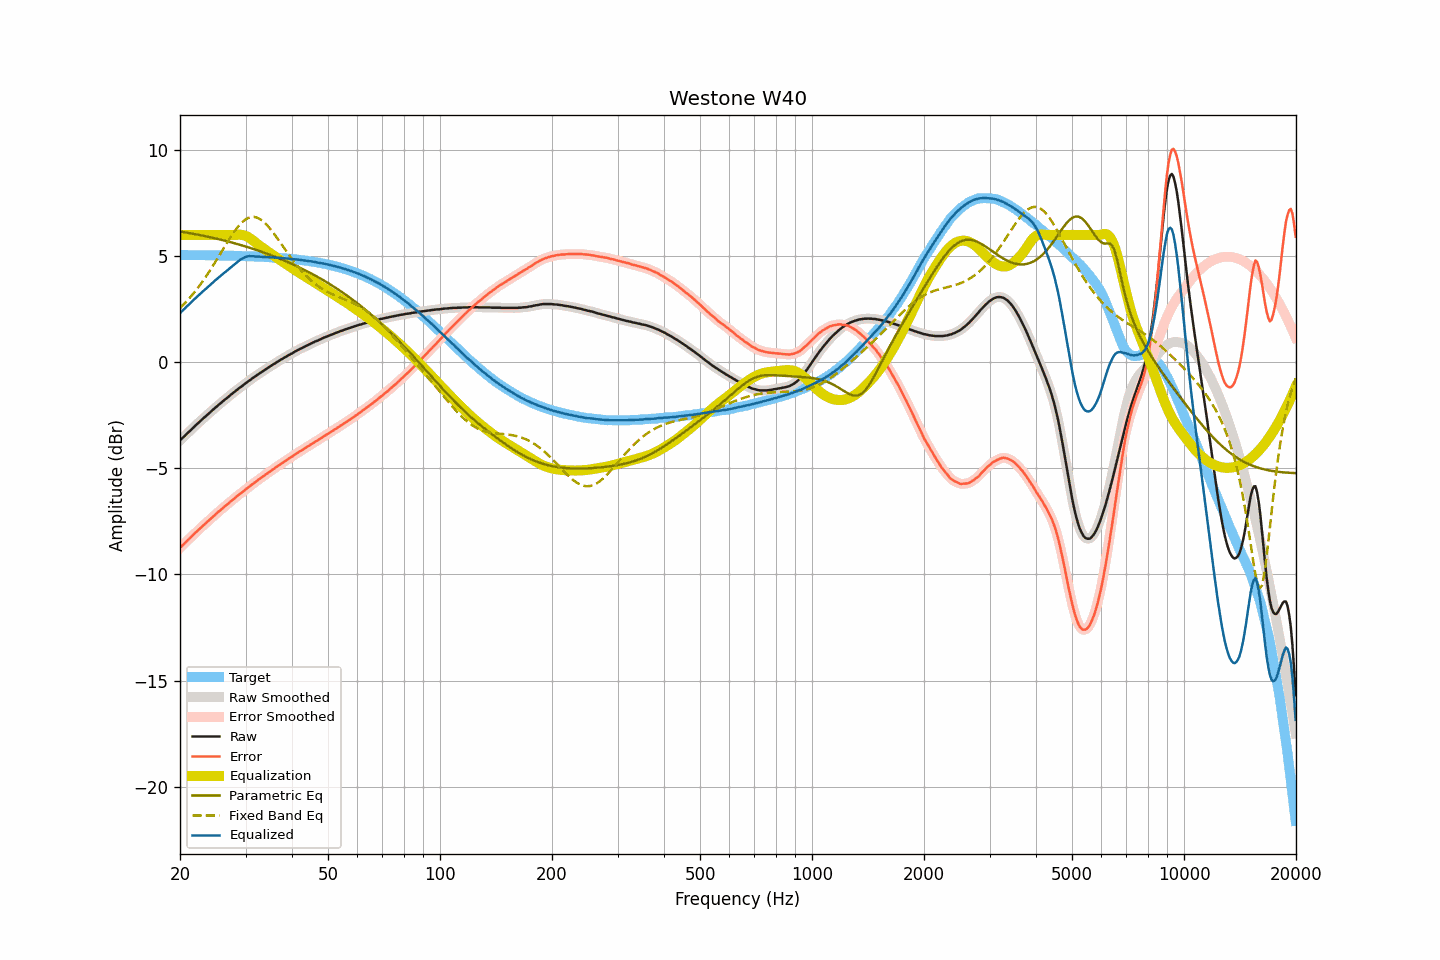 Westone W40
10
5
0
−5
−10
−15
−20
Amplitude (dBr)
Target
Raw Smoothed
Error Smoothed
Raw
Error
Equalization
Parametric Eq
Fixed Band Eq
Equalized
20 50 100 200 500 1000 2000 5000 10000 20000
Frequency (Hz)